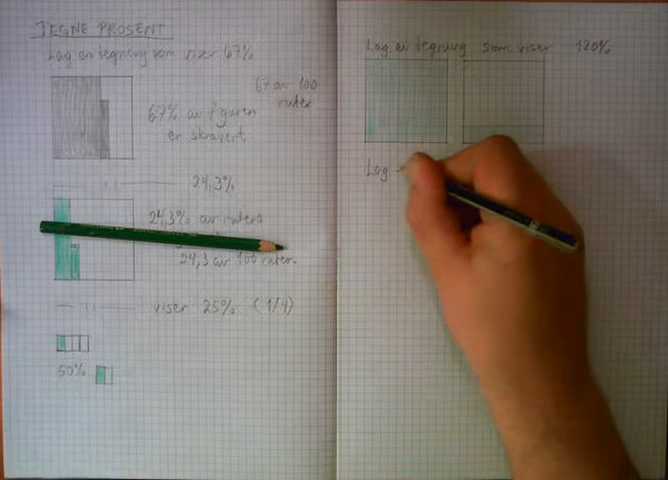 TEGNE PROSENT
Lag en tegning som viser 67%
67 av 100
ruter
67% av figuren
er skravert
24,3%
24,3% av rutene
24,3 av 100 ruter.
viser 25% (1/4)
50%
Lag en tegning som viser 120%
Lag